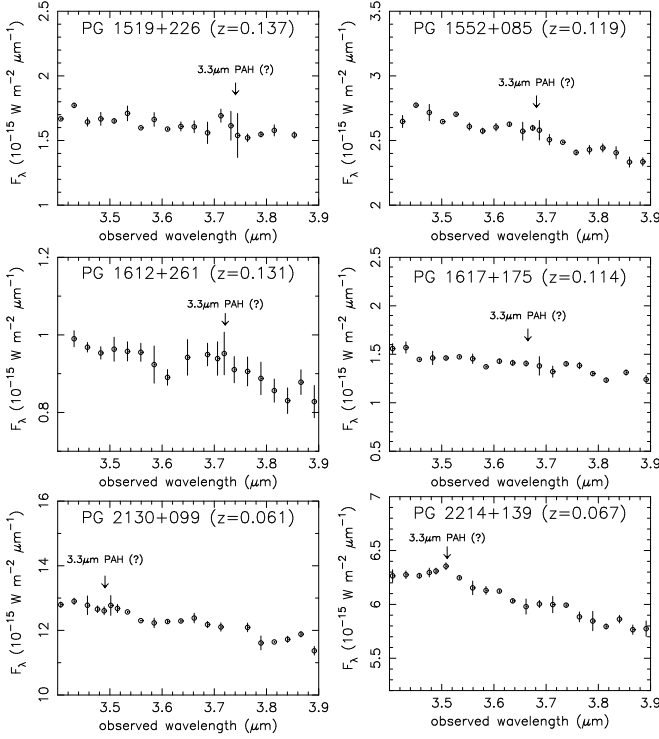 PG 1519+226 (z=0.137)
3.3μm PAH (?)
2.5
2
1.5
1
F_λ (10^-15 W m^-2 μm^-1)
3.5 3.6 3.7 3.8 3.9
observed wavelength (μm)
PG 1552+085 (z=0.119)
3.3μm PAH (?)
3.5
3
2.5
2
F_λ (10^-15 W m^-2 μm^-1)
3.5 3.6 3.7 3.8 3.9
observed wavelength (μm)
PG 1612+261 (z=0.131)
3.3μm PAH (?)
1.2
1
0.8
F_λ (10^-15 W m^-2 μm^-1)
3.5 3.6 3.7 3.8 3.9
observed wavelength (μm)
PG 1617+175 (z=0.114)
3.3μm PAH (?)
2.5
2
1.5
1
0.5
F_λ (10^-15 W m^-2 μm^-1)
3.5 3.6 3.7 3.8 3.9
observed wavelength (μm)
PG 2130+099 (z=0.061)
3.3μm PAH (?)
16
14
12
10
F_λ (10^-15 W m^-2 μm^-1)
3.5 3.6 3.7 3.8 3.9
observed wavelength (μm)
PG 2214+139 (z=0.067)
3.3μm PAH (?)
7
6.5
6
5.5
F_λ (10^-15 W m^-2 μm^-1)
3.5 3.6 3.7 3.8 3.9
observed wavelength (μm)